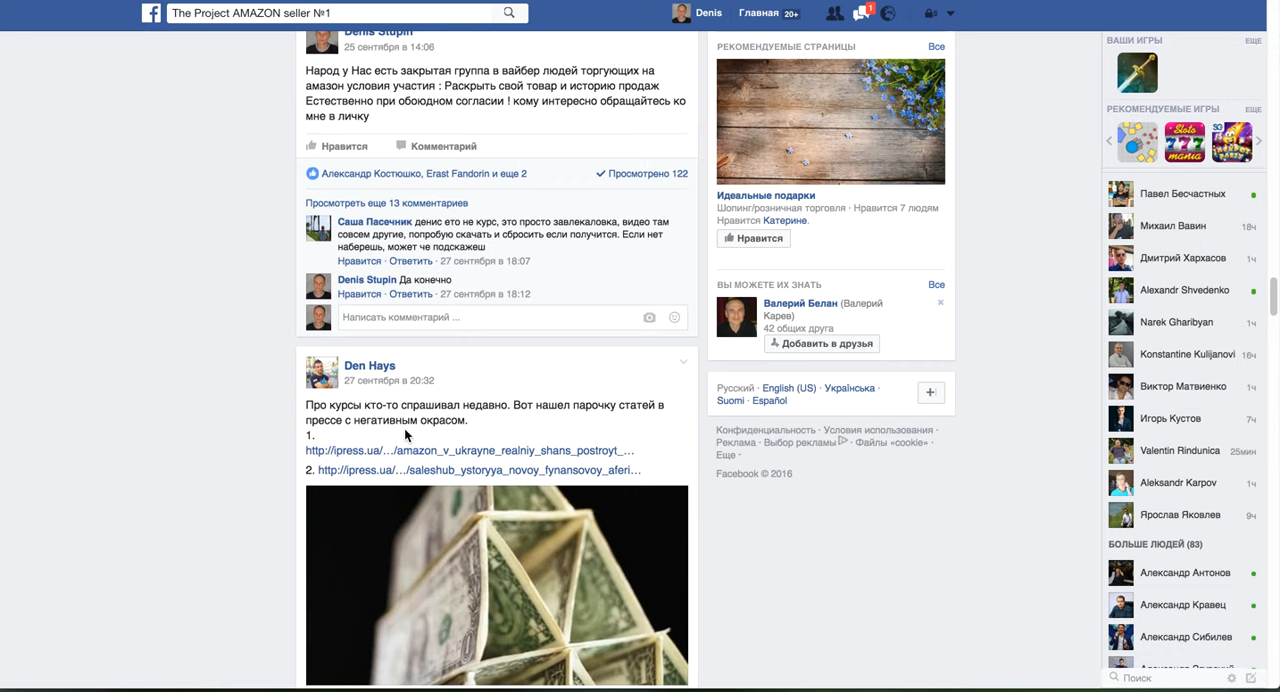 The Project AMAZON seller №1
Denis
Главная 20+
1
Denis Stupin
25 сентября в 14:06
Народ у Нас есть закрытая группа в вайбер людей торгующих на
амазон условия участия : Раскрыть свой товар и историю продаж
Естественно при обоюдном согласии ! кому интересно обращайтесь ко
мне в личку
Нравится Комментарий
Александр Костюшко, Erast Fandorin и еще 2
Просмотрено 122
Просмотреть еще 13 комментариев
Саша Пасечник денис ето не курс, это просто завлекаловка, видео там
совсем другие, попробую скачать и сбросить если получится. Если нет
наберешь, может че подскажеш
Нравится · Ответить · 27 сентября в 18:07
Denis Stupin Да конечно
Нравится · Ответить · 27 сентября в 18:12
Написать комментарий ...
Den Hays
27 сентября в 20:32
Про курсы кто-то спрашивал недавно. Вот нашел парочку статей в
прессе с негативным окрасом.
1.
http://ipress.ua/…/amazon_v_ukrayne_realniy_shans_postroyt_…
2. http://ipress.ua/…/saleshub_ystoryya_novoy_fynansovoy_aferi…
РЕКОМЕНДУЕМЫЕ СТРАНИЦЫ Все
Идеальные подарки
Шопинг/розничная торговля · Нравится 7 людям
Нравится Катерине.
Нравится
ВЫ МОЖЕТЕ ИХ ЗНАТЬ Все
Валерий Белан (Валерий
Карев)
42 общих друга
Добавить в друзья
Русский · English (US) · Українська ·
Suomi · Español
Конфиденциальность · Условия использования ·
Реклама · Выбор рекламы · Файлы «cookie» ·
Еще ·
Facebook © 2016
ВАШИ ИГРЫ ЕЩЕ
РЕКОМЕНДУЕМЫЕ ИГРЫ ЕЩЕ
Sloto
777
mania
SG
PARTY
Павел Бесчастных
Михаил Вавин 18ч
Дмитрий Хархасов 1ч
Alexandr Shvedenko
Narek Gharibyan 1ч
Konstantine Kulijanovi 16ч
Виктор Матвиенко 1ч
Игорь Кустов 7ч
Valentin Rindunica 25мин
Aleksandr Karpov 1ч
Ярослав Яковлев 9ч
БОЛЬШЕ ЛЮДЕЙ (83)
Александр Антонов
Александр Кравец
Александр Сибилев
Поиск